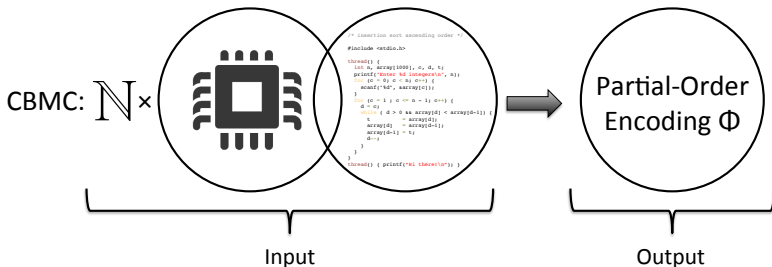 /* insertion sort ascending order */
#include <stdio.h>
thread() {
int n, array[1000], c, d, t;
printf("Enter %d integers\n", n);
for (c = 0; c < n; c++) {
scanf("%d", &array[c]);
}
for (c = 1 ; c <= n - 1; c++) {
d = c;
while ( d > 0 && array[d] < array[d-1]) {
t = array[d];
array[d] = array[d-1];
array[d-1] = t;
d--;
}
}
}
thread() { printf("Hi there!\n"); }
CBMC: ℕ×
Partial-Order
Encoding Φ
Input
Output